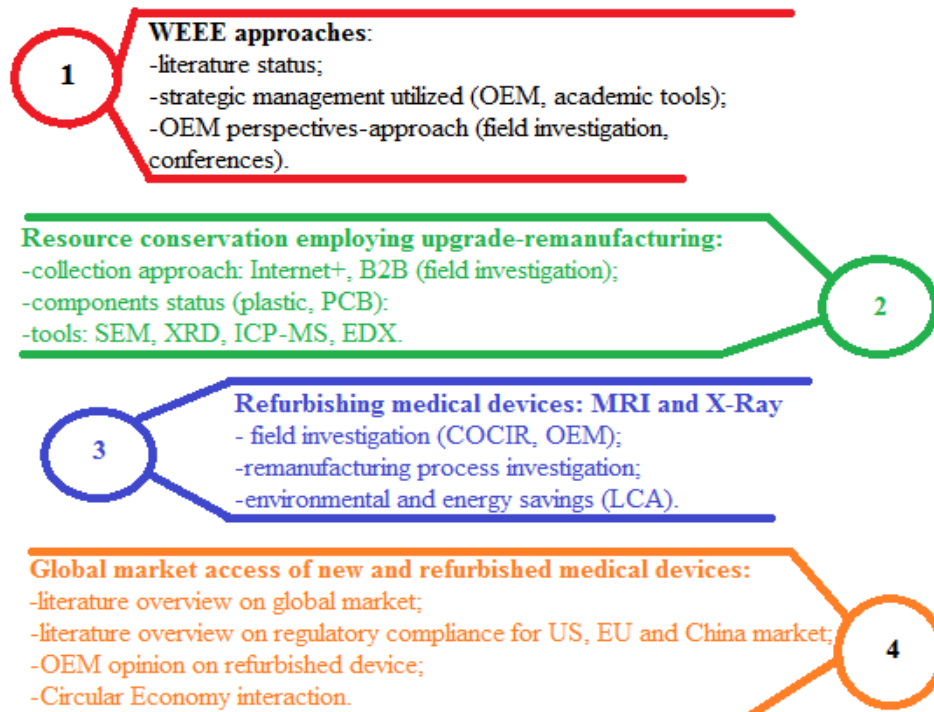 1
WEEE approaches:
-literature status;
-strategic management utilized (OEM, academic tools);
-OEM perspectives-approach (field investigation,
conferences).
Resource conservation employing upgrade-remanufacturing:
-collection approach: Internet+, B2B (field investigation);
-components status (plastic, PCB):
-tools: SEM, XRD, ICP-MS, EDX.
2
3
Refurbishing medical devices: MRI and X-Ray
- field investigation (COCIR, OEM);
-remanufacturing process investigation;
-environmental and energy savings (LCA).
Global market access of new and refurbished medical devices:
-literature overview on global market;
-literature overview on regulatory compliance for US, EU and China market;
-OEM opinion on refurbished device;
-Circular Economy interaction.
4